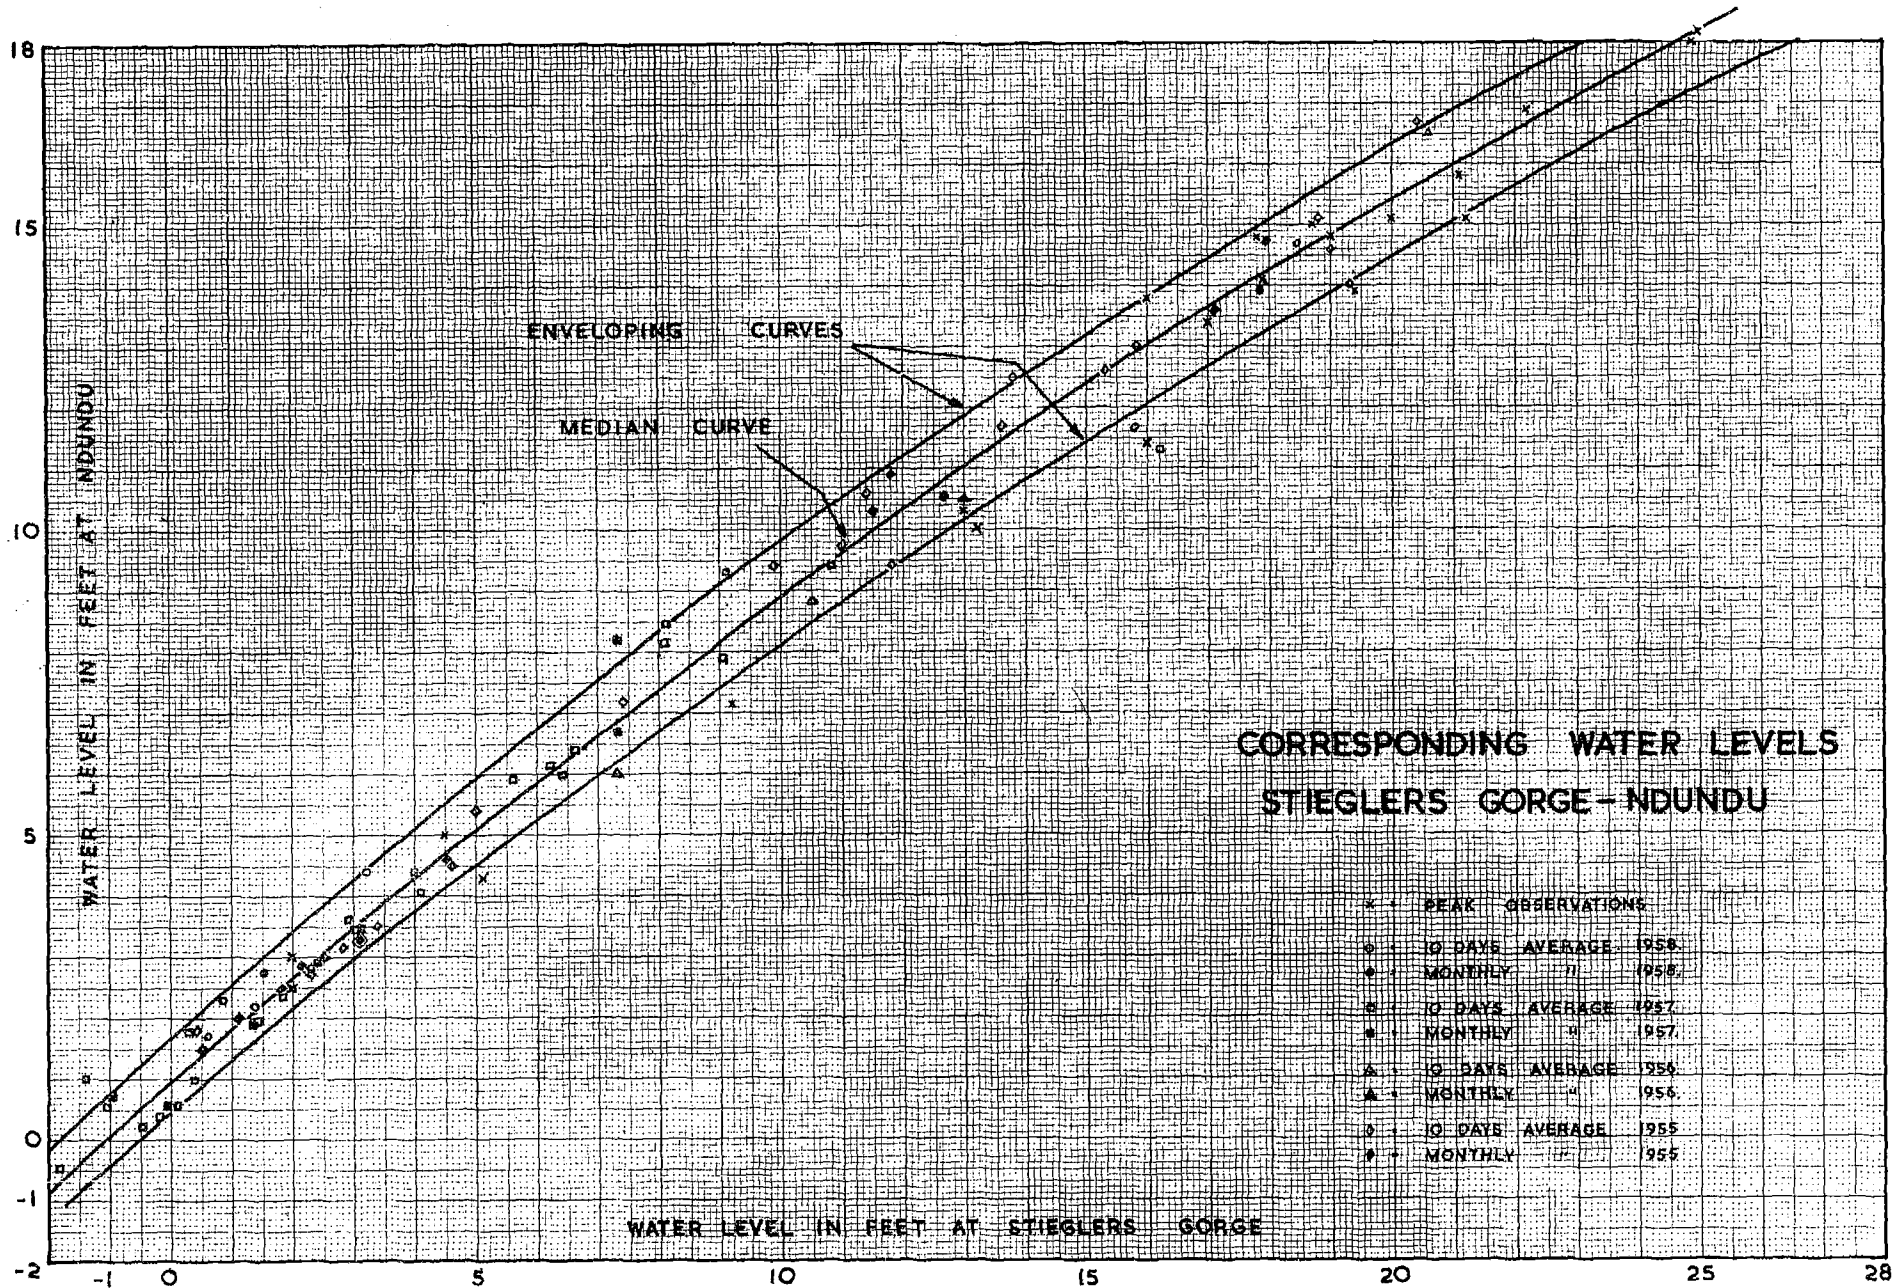 18
15
10
5
0
-1
-2
WATER LEVEL IN FEET AT NDUNDU
ENVELOPING CURVES
MEDIAN CURVE
CORRESPONDING WATER LEVELS
STIEGLERS GORGE - NDUNDU
x · PEAK OBSERVATIONS
○ · 10 DAYS AVERAGE. 1958.
● · MONTHLY " 1958.
□ · 10 DAYS AVERAGE 1957.
■ · MONTHLY " 1957.
△ · 10 DAYS AVERAGE 1956
▲ · MONTHLY " 1956.
◇ · 10 DAYS AVERAGE 1955
◆ · MONTHLY " 1955
WATER LEVEL IN FEET AT STIEGLERS GORGE
-1 0 5 10 15 20 25 28